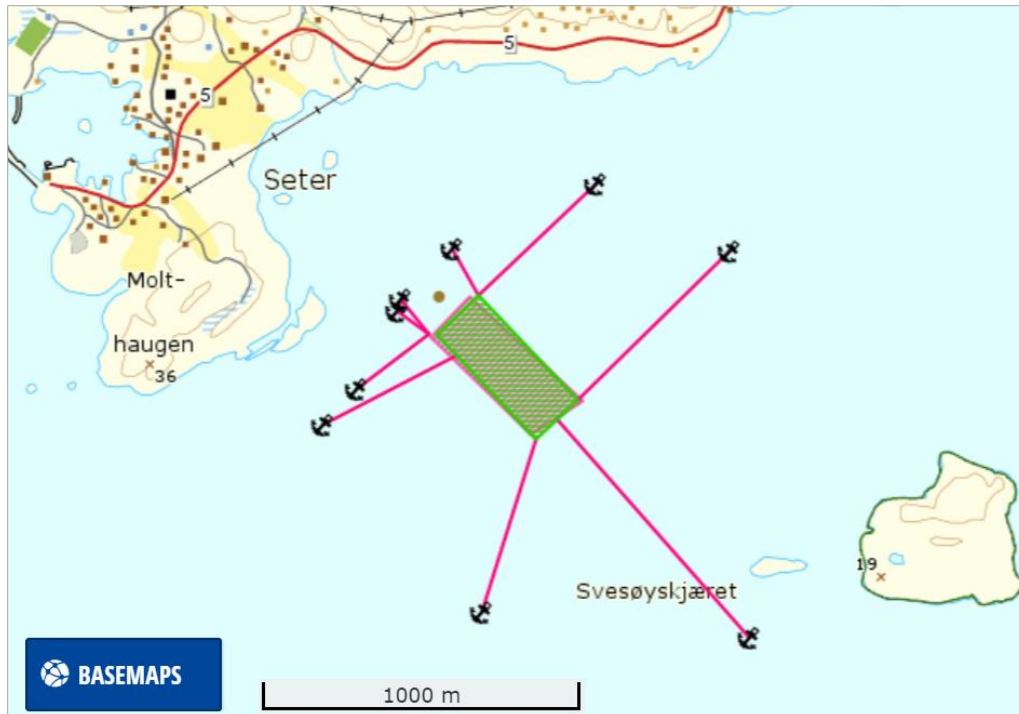 5
5
Seter
Molt-
haugen
36
19
Svesøyskjæret
BASEMAPS
1000 m